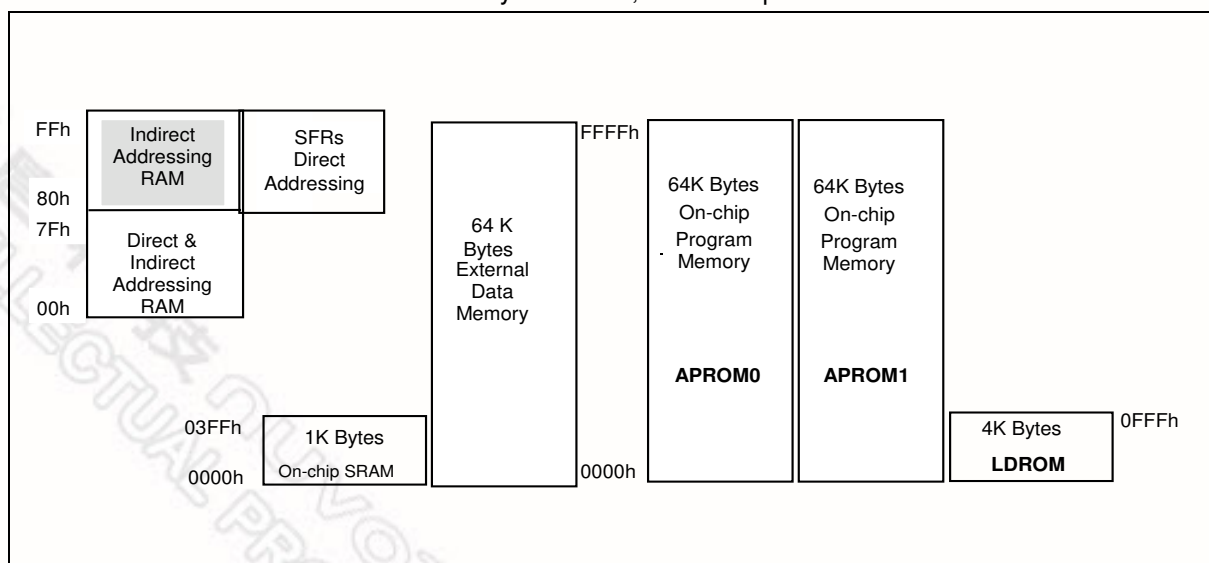 FFh
80h
7Fh
00h
Indirect
Addressing
RAM
SFRs
Direct
Addressing
Direct &
Indirect
Addressing
RAM
03FFh
0000h
1K Bytes
On-chip SRAM
64 K
Bytes
External
Data
Memory
FFFFh
0000h
64K Bytes
On-chip
Program
Memory
APROM0
64K Bytes
On-chip
Program
Memory
APROM1
4K Bytes
LDROM
0FFFh